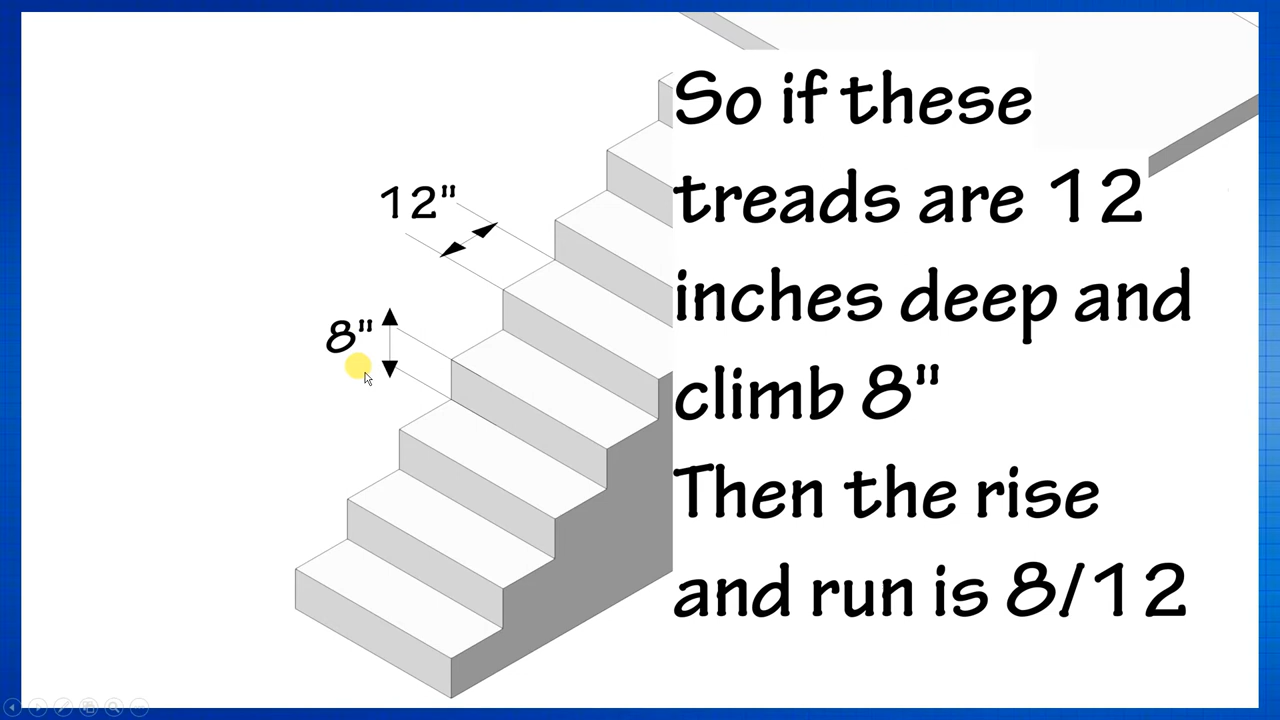 So if these
treads are 12
inches deep and
climb 8"
Then the rise
and run is 8/12
12"
8"